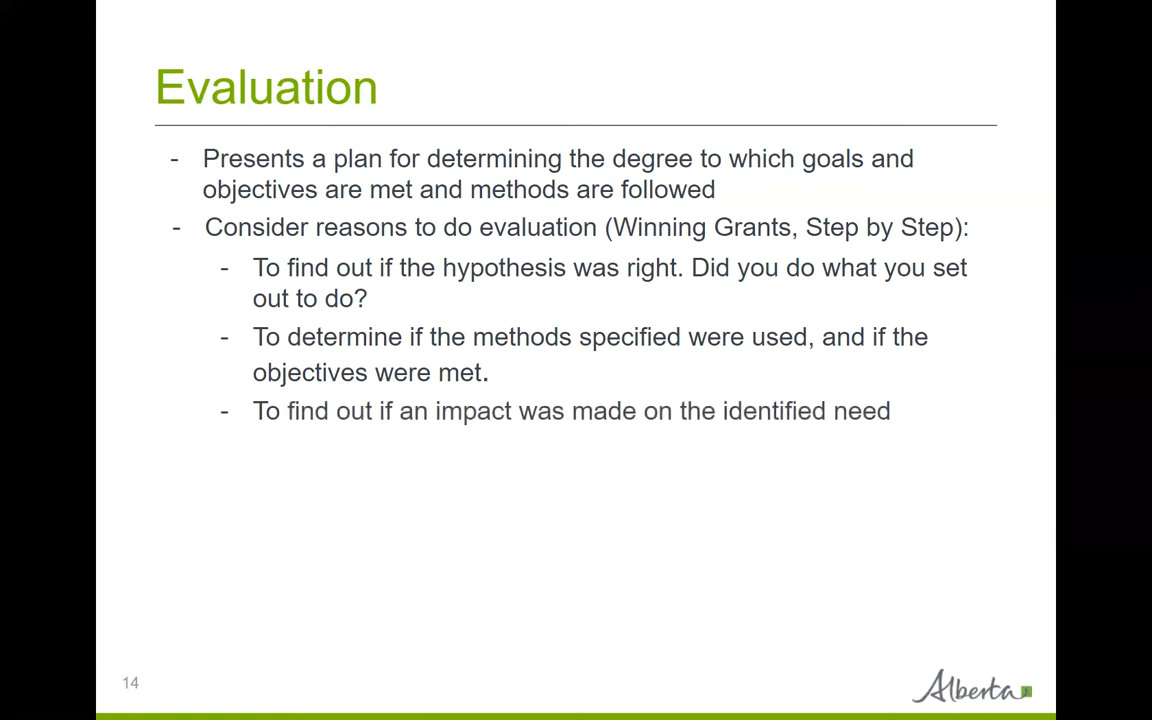 Evaluation
- Presents a plan for determining the degree to which goals and
objectives are met and methods are followed
- Consider reasons to do evaluation (Winning Grants, Step by Step):
- To find out if the hypothesis was right. Did you do what you set
out to do?
- To determine if the methods specified were used, and if the
objectives were met.
- To find out if an impact was made on the identified need
14
Alberta